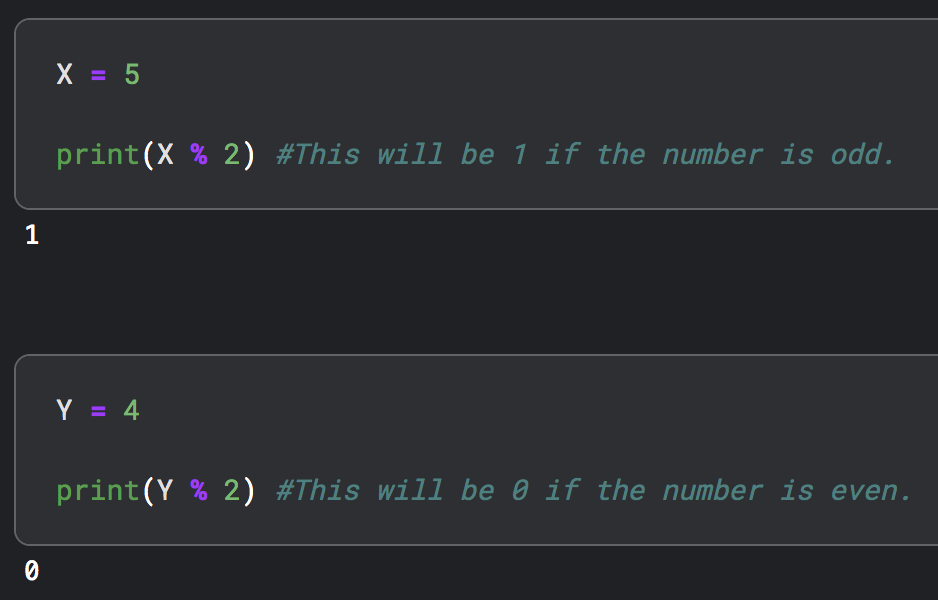 X = 5
print(X % 2) #This will be 1 if the number is odd.
1
Y = 4
print(Y % 2) #This will be 0 if the number is even.
0